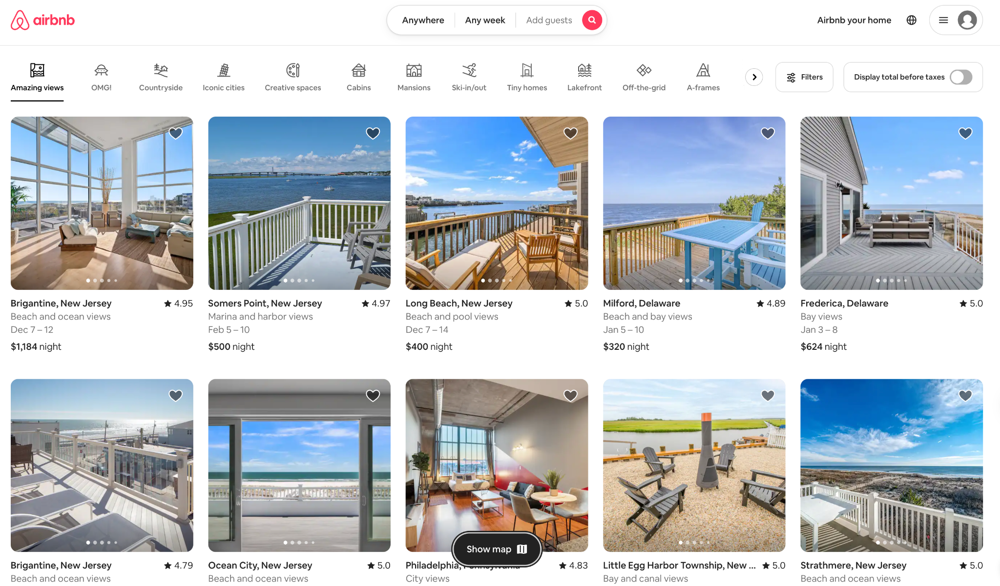 airbnb
Anywhere
Any week
Add guests
Airbnb your home
Amazing views
OMG!
Countryside
Iconic cities
Creative spaces
Cabins
Mansions
Ski-in/out
Tiny homes
Lakefront
Off-the-grid
A-frames
Filters
Display total before taxes
Brigantine, New Jersey ★ 4.95
Beach and ocean views
Dec 7 – 12
$1,184 night
Somers Point, New Jersey ★ 4.97
Marina and harbor views
Feb 5 – 10
$500 night
Long Beach, New Jersey ★ 5.0
Beach and pool views
Dec 7 – 14
$400 night
Milford, Delaware ★ 4.89
Beach and bay views
Jan 5 – 10
$320 night
Frederica, Delaware ★ 5.0
Bay views
Jan 3 – 8
$624 night
Brigantine, New Jersey ★ 4.79
Beach and ocean views
Ocean City, New Jersey ★ 5.0
Beach and ocean views
Show map
Philadelphia, Pennsylvania ★ 4.83
City views
Little Egg Harbor Township, New ... ★ 5.0
Bay and canal views
Strathmere, New Jersey ★ 5.0
Beach and ocean views